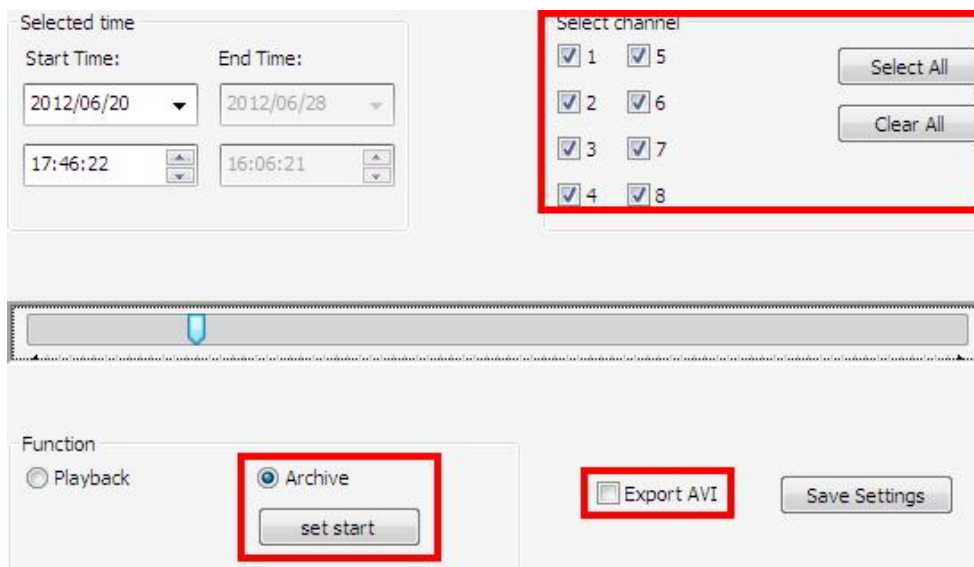 Selected time
Start Time: End Time:
2012/06/20 2012/06/28
17:46:22 16:06:21
Select channel
1 5
2 6
3 7
4 8
Select All
Clear All
Function
Playback
Archive
set start
Export AVI
Save Settings